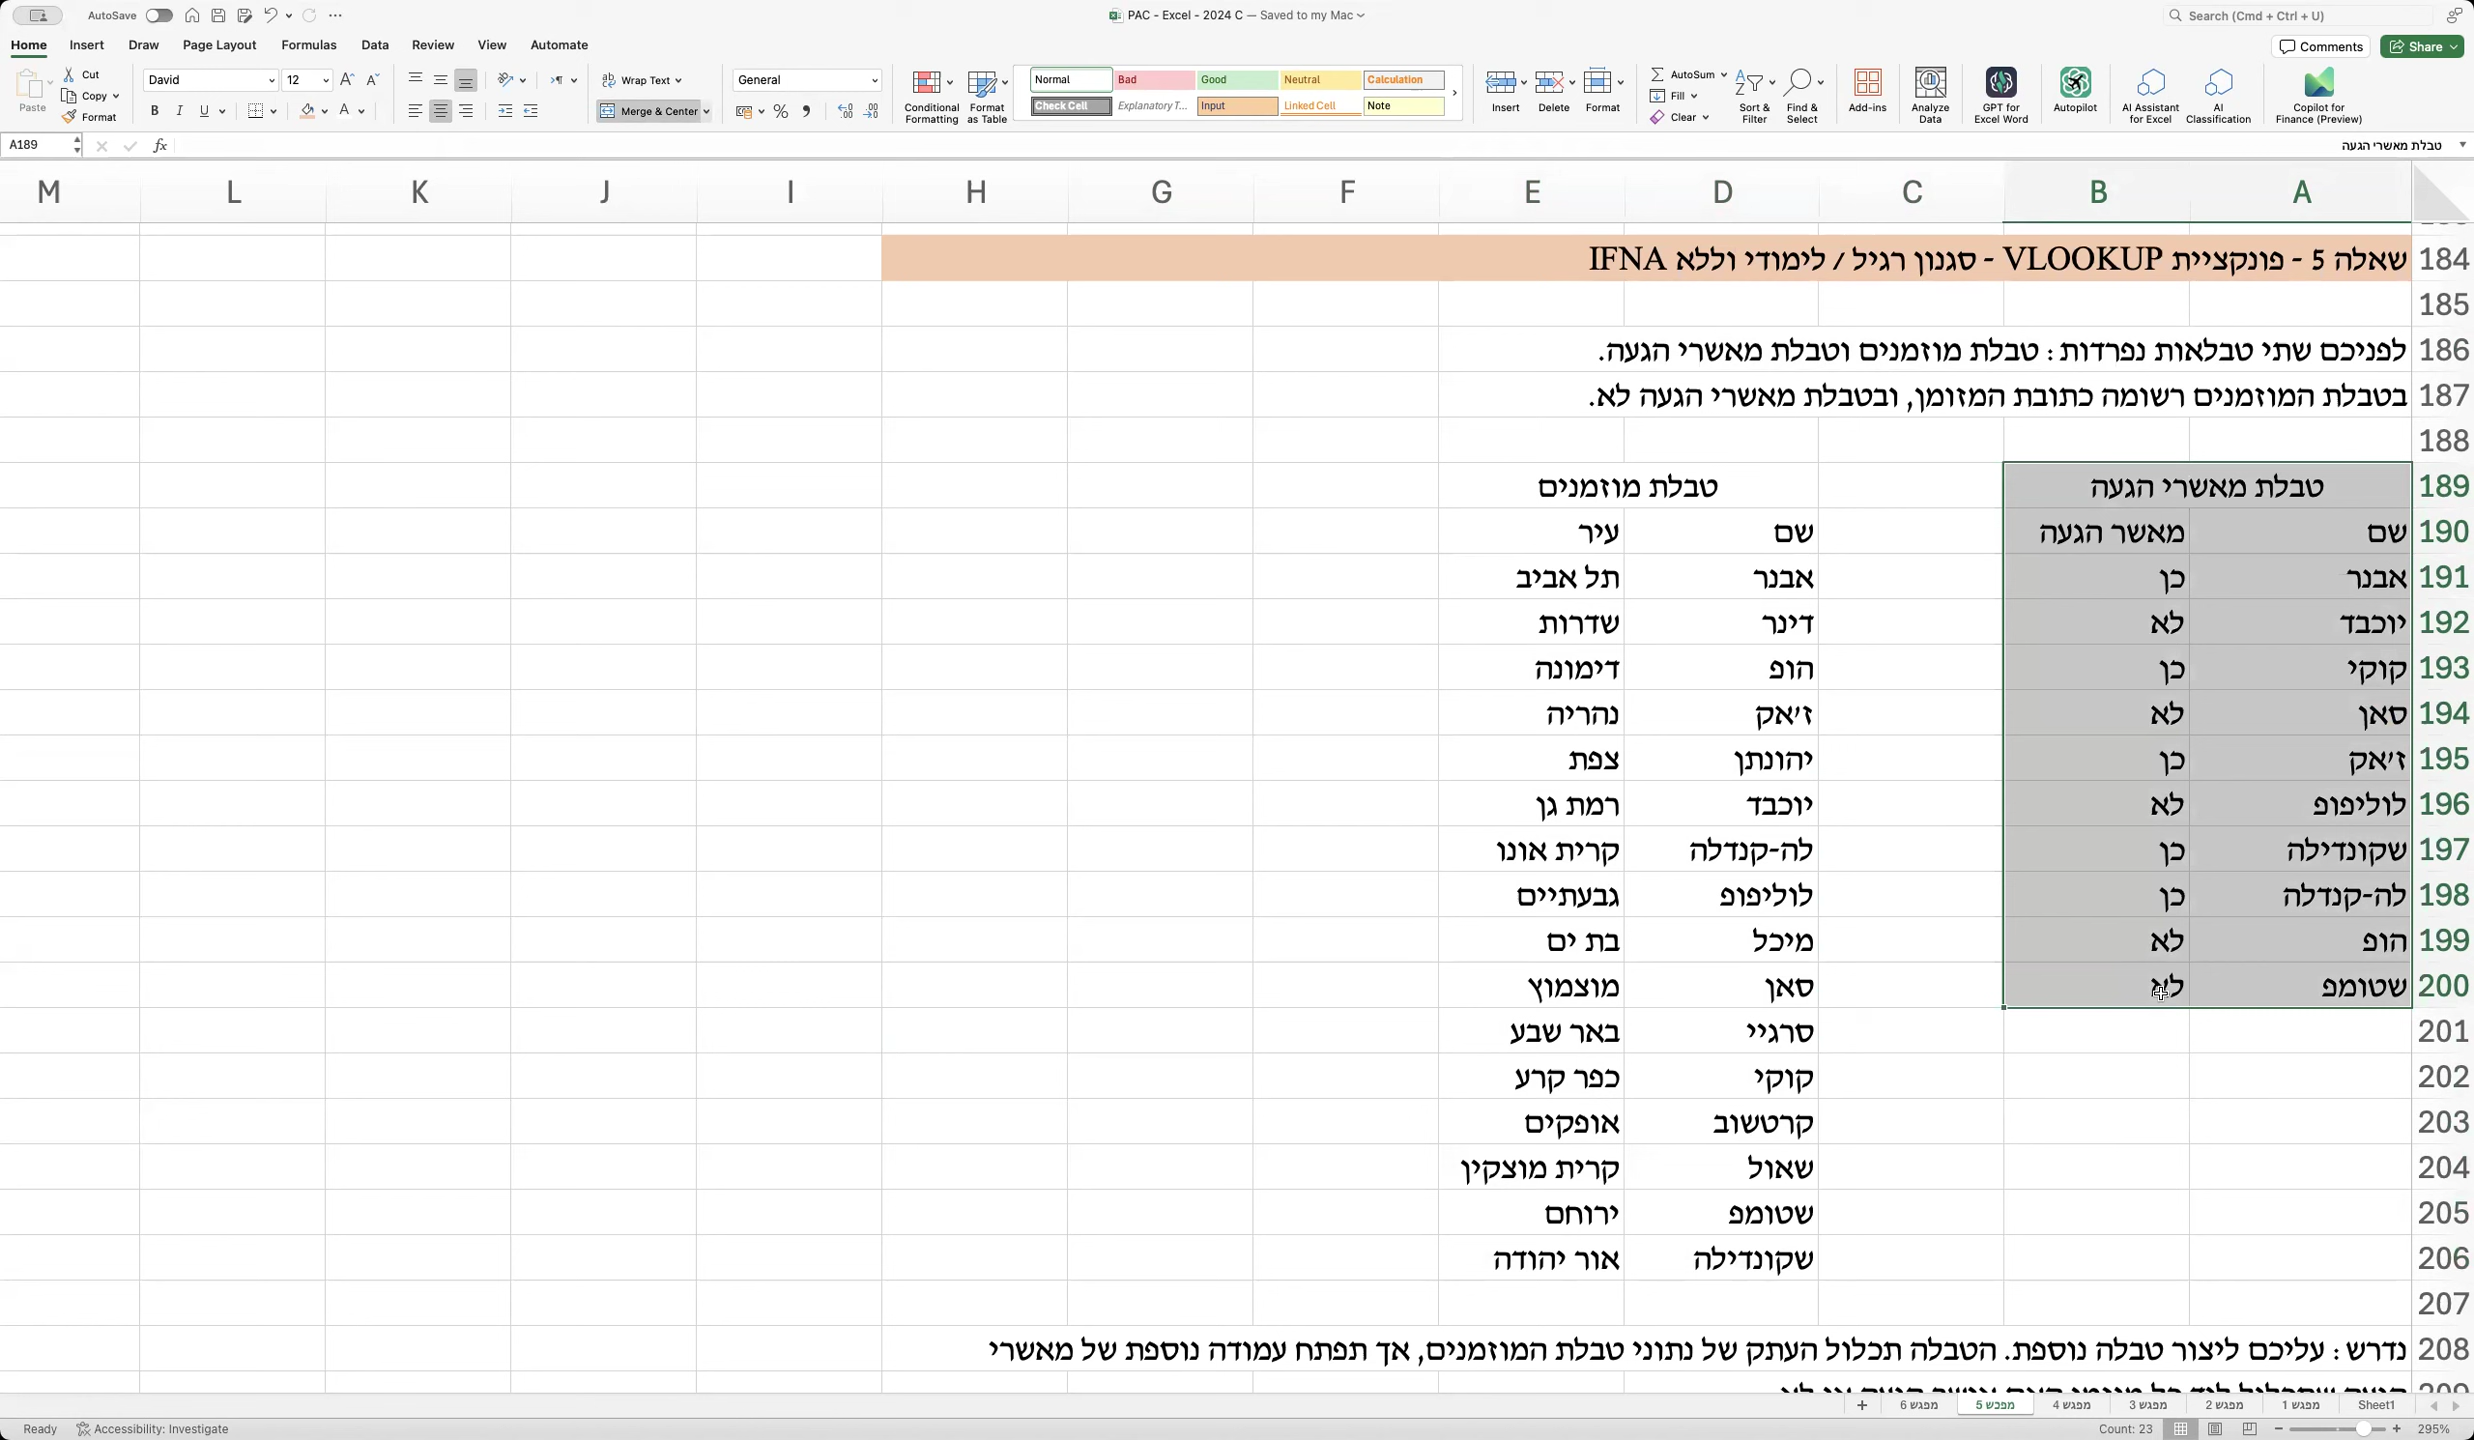 AutoSave
PAC - Excel - 2024 C — Saved to my Mac
Search (Cmd + Ctrl + U)
Home Insert Draw Page Layout Formulas Data Review View Automate
Comments Share
Paste Cut Copy Format
David 12
B I U
Wrap Text
Merge & Center
General
Conditional Formatting
Format as Table
Normal Bad Good Neutral Calculation
Check Cell Explanatory T... Input Linked Cell Note
Insert Delete Format
AutoSum
Fill
Clear
Sort & Filter
Find & Select
Add-ins
Analyze Data
GPT for Excel Word
Autopilot
AI Assistant for Excel
AI Classification
Copilot for Finance (Preview)
A189 fx טבלת מאשרי הגעה
M L K J I H G F E D C B A
184 שאלה 5 - פונקציית VLOOKUP - סגנון רגיל / לימודי וללא IFNA
185
186 לפניכם שתי טבלאות נפרדות: טבלת מוזמנים וטבלת מאשרי הגעה.
187 בטבלת המוזמנים רשומה כתובת המזומן, ובטבלת מאשרי הגעה לא.
188
189 טבלת מאשרי הגעה טבלת מוזמנים
190 שם מאשר הגעה שם עיר
191 אבנר כן אבנר תל אביב
192 יוכבד לא דינר שדרות
193 קוקי כן הופ דימונה
194 סאן לא ז'אק נהריה
195 ז'אק כן יהונתן צפת
196 לוליפופ לא יוכבד רמת גן
197 שקונדילה כן לה-קנדלה קרית אונו
198 לה-קנדלה כן לוליפופ גבעתיים
199 הופ לא מיכל בת ים
200 שטומפ לא סאן מוצמוץ
201 סרגיי באר שבע
202 קוקי כפר קרע
203 קרטשוב אופקים
204 שאול קרית מוצקין
205 שטומפ ירוחם
206 שקונדילה אור יהודה
207
208 נדרש: עליכם ליצור טבלה נוספת. הטבלה תכלול העתק של נתוני טבלת המוזמנים, אך תפתח עמודה נוספת של מאשרי
Sheet1 מפגש 1 מפגש 2 מפגש 3 מפגש 4 מפכש 5 מפגש 6
Ready Accessibility: Investigate Count: 23 295%